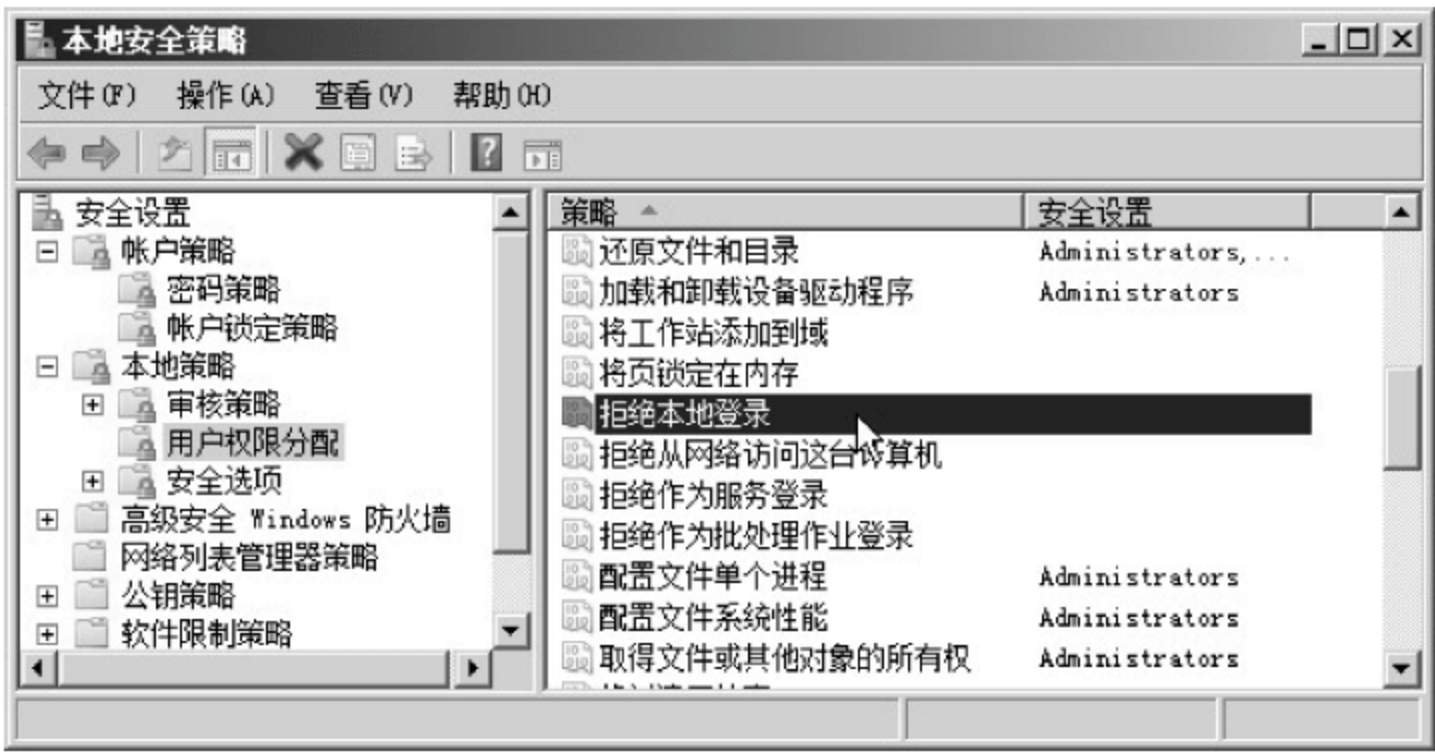 本地安全策略
文件(F) 操作(A) 查看(V) 帮助(H)
安全设置
帐户策略
密码策略
帐户锁定策略
本地策略
审核策略
用户权限分配
安全选项
高级安全 Windows 防火墙
网络列表管理器策略
公钥策略
软件限制策略
策略 安全设置
还原文件和目录 Administrators,...
加载和卸载设备驱动程序 Administrators
将工作站添加到域
将页锁定在内存
拒绝本地登录
拒绝从网络访问这台计算机
拒绝作为服务登录
拒绝作为批处理作业登录
配置文件单个进程 Administrators
配置文件系统性能 Administrators
取得文件或其他对象的所有权 Administrators